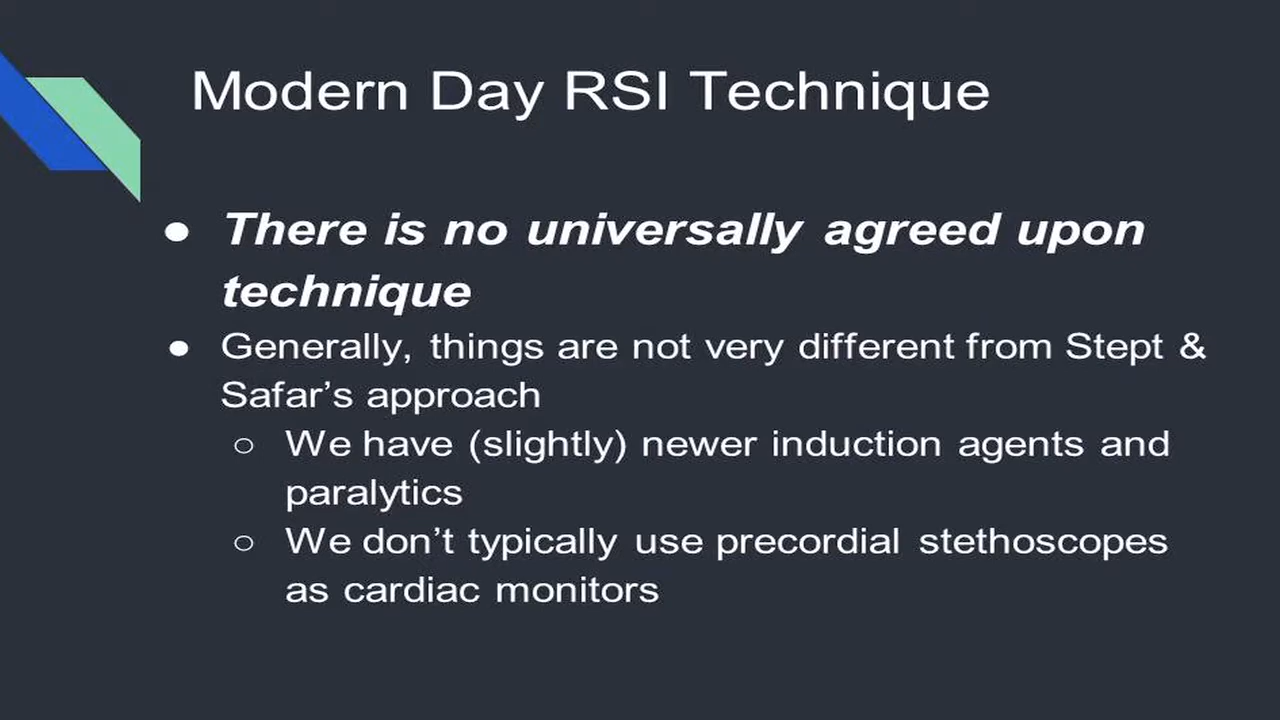 Modern Day RSI Technique
● There is no universally agreed upon
technique
● Generally, things are not very different from Stept &
Safar’s approach
○ We have (slightly) newer induction agents and
paralytics
○ We don’t typically use precordial stethoscopes
as cardiac monitors